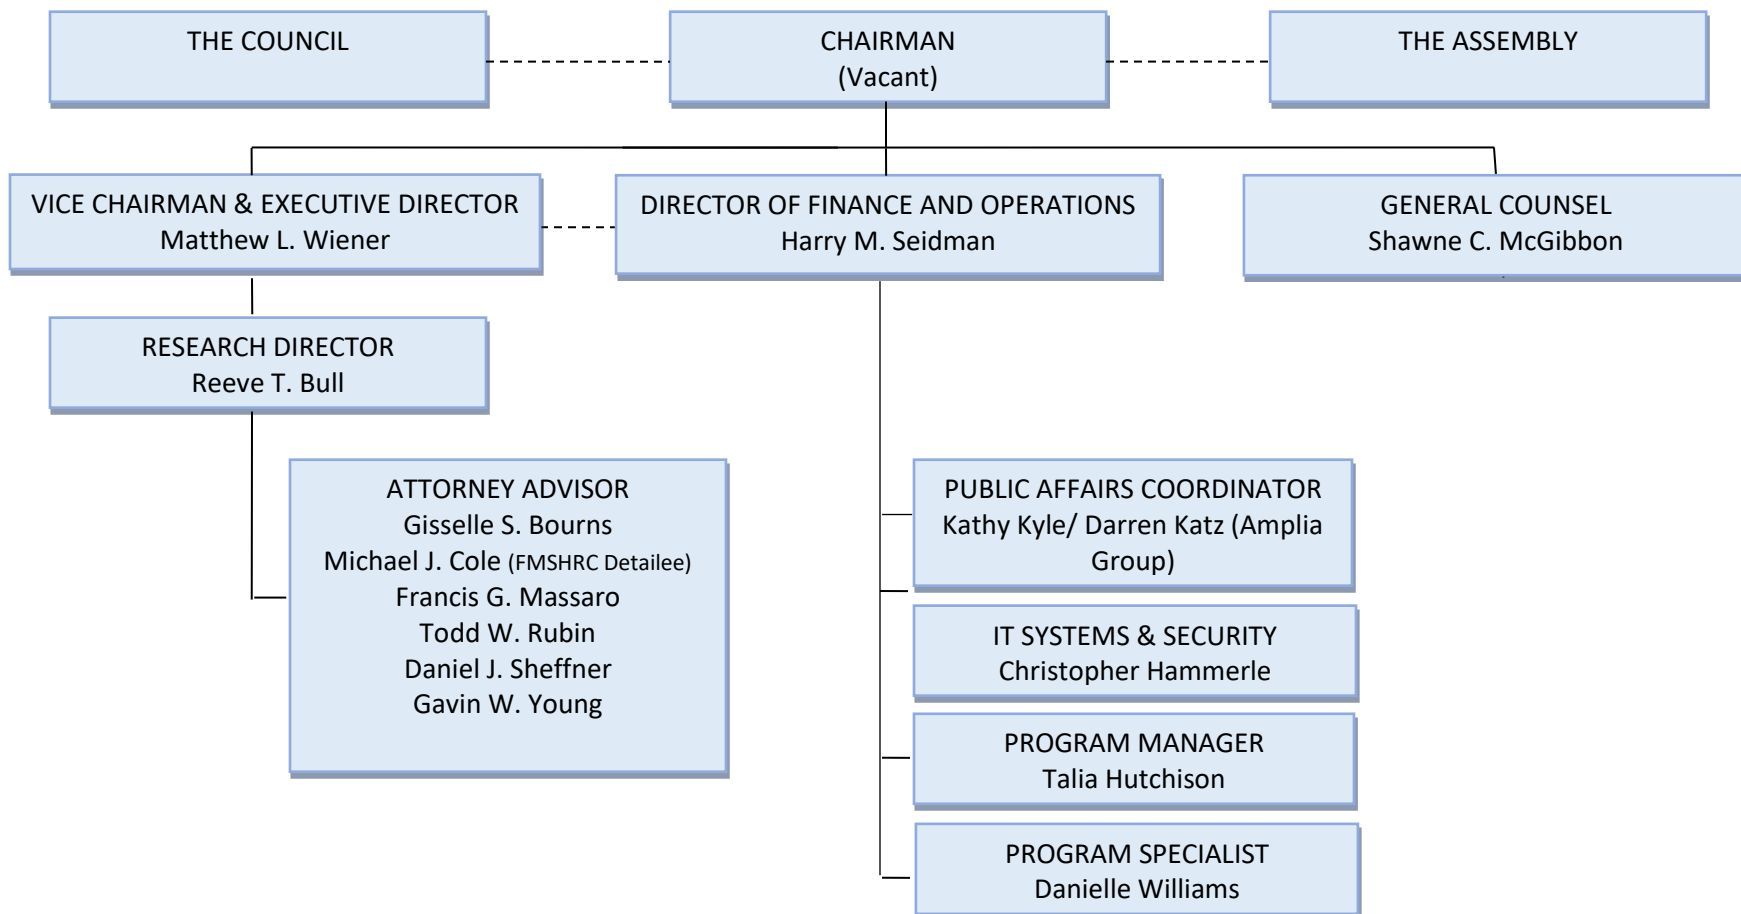 THE COUNCIL
CHAIRMAN
(Vacant)
THE ASSEMBLY
VICE CHAIRMAN & EXECUTIVE DIRECTOR
Matthew L. Wiener
DIRECTOR OF FINANCE AND OPERATIONS
Harry M. Seidman
GENERAL COUNSEL
Shawne C. McGibbon
RESEARCH DIRECTOR
Reeve T. Bull
ATTORNEY ADVISOR
Gisselle S. Bourns
Michael J. Cole (FMSHRC Detailee)
Francis G. Massaro
Todd W. Rubin
Daniel J. Sheffner
Gavin W. Young
PUBLIC AFFAIRS COORDINATOR
Kathy Kyle/ Darren Katz (Amplia
Group)
IT SYSTEMS & SECURITY
Christopher Hammerle
PROGRAM MANAGER
Talia Hutchison
PROGRAM SPECIALIST
Danielle Williams